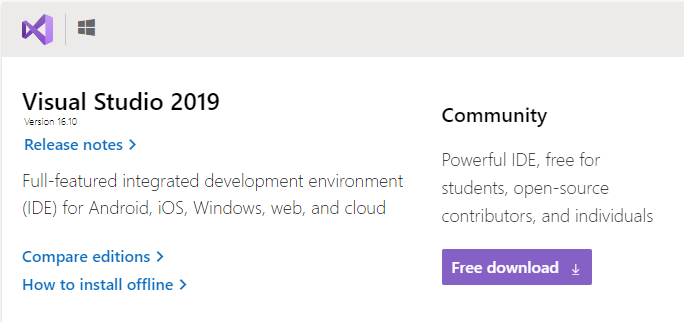 Visual Studio 2019
Version 16.10
Release notes
Full-featured integrated development environment
(IDE) for Android, iOS, Windows, web, and cloud
Compare editions
How to install offline
Community
Powerful IDE, free for
students, open-source
contributors, and individuals
Free download